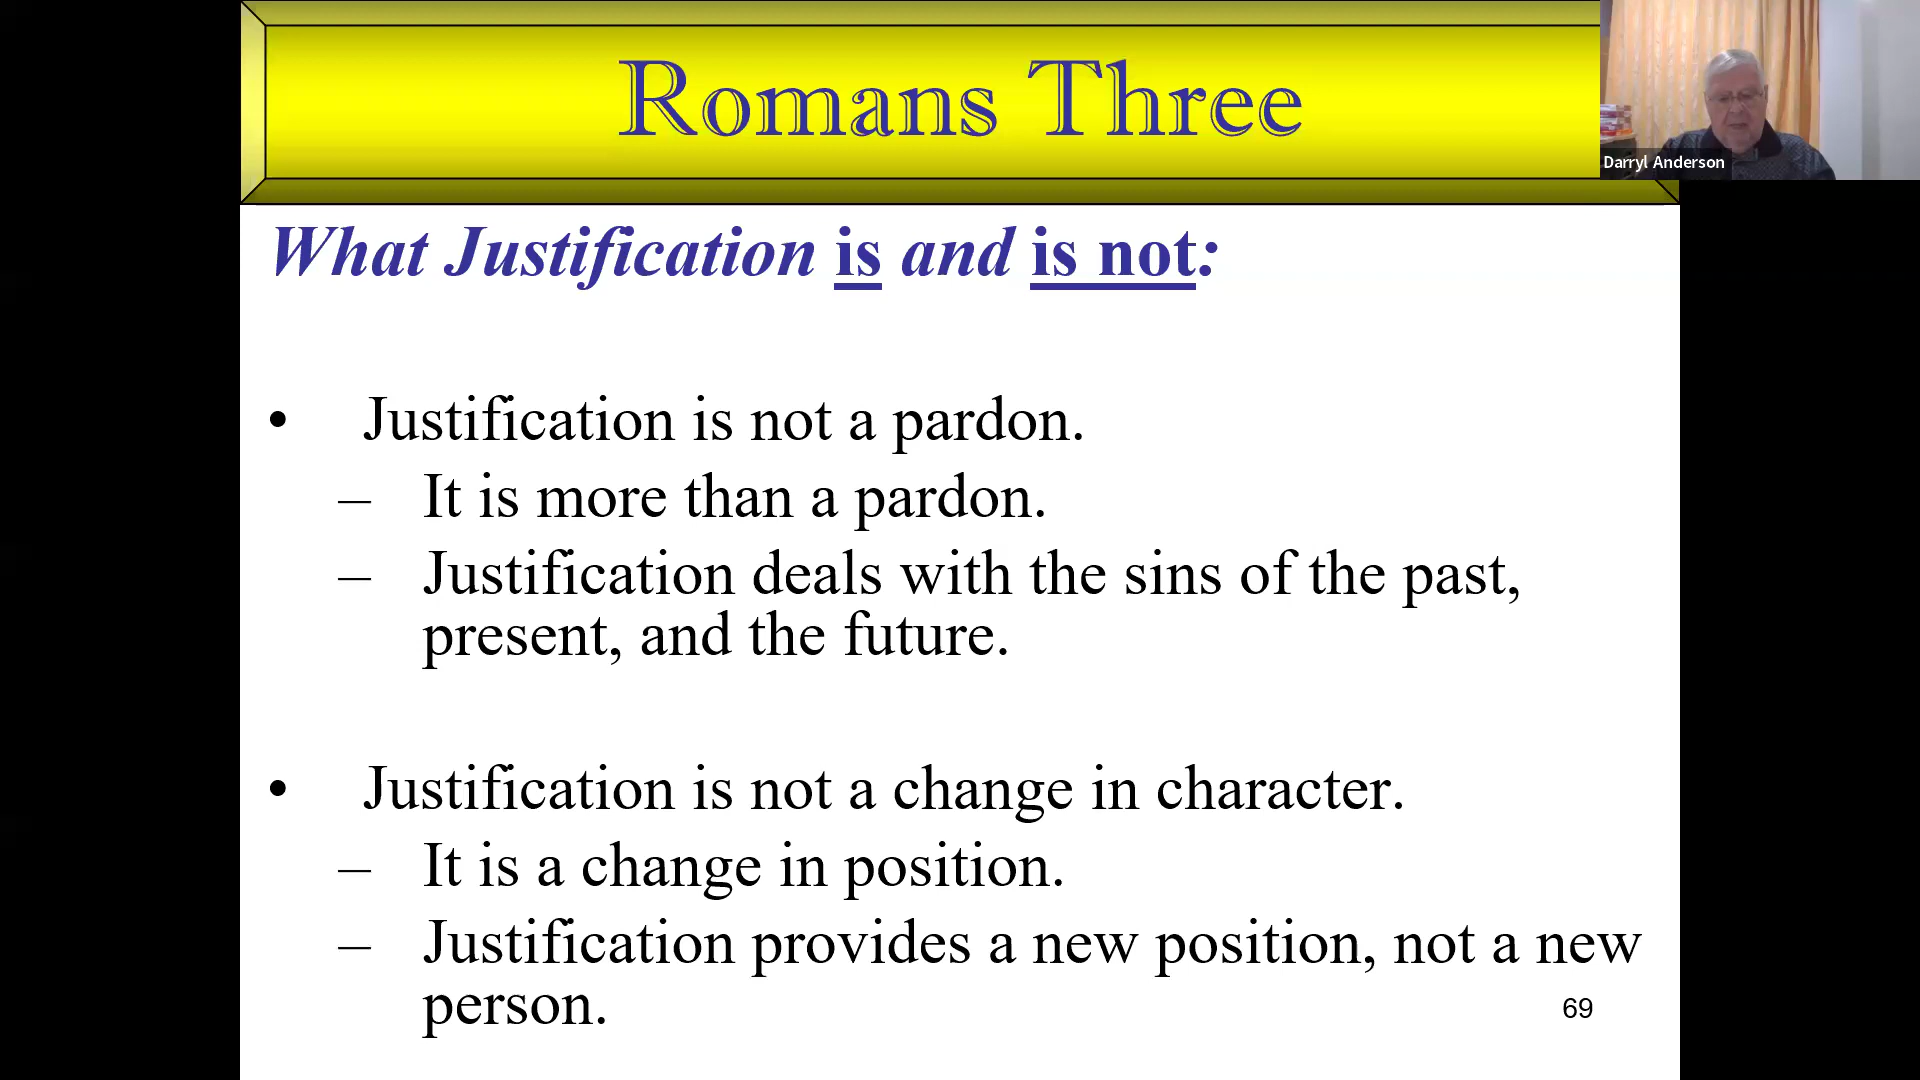 Romans Three
Darryl Anderson
What Justification is and is not:
• Justification is not a pardon.
– It is more than a pardon.
– Justification deals with the sins of the past,
present, and the future.
• Justification is not a change in character.
– It is a change in position.
– Justification provides a new position, not a new
person.
69